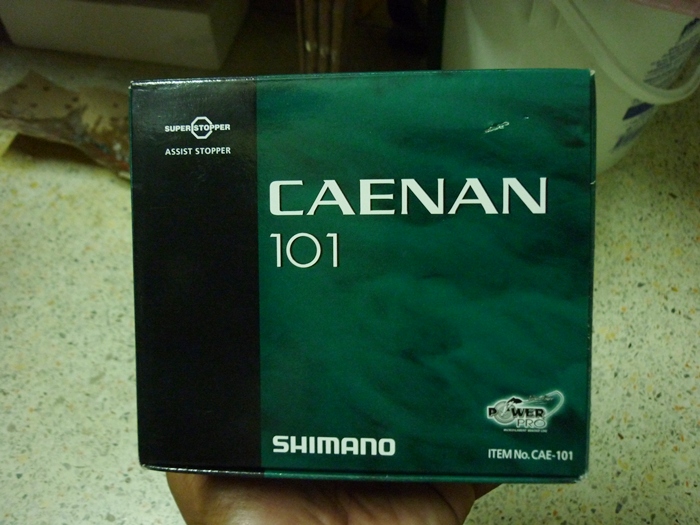 SUPER STOPPER
ASSIST STOPPER
CAENAN
101
POWER
PRO
SHIMANO
ITEM No. CAE-101